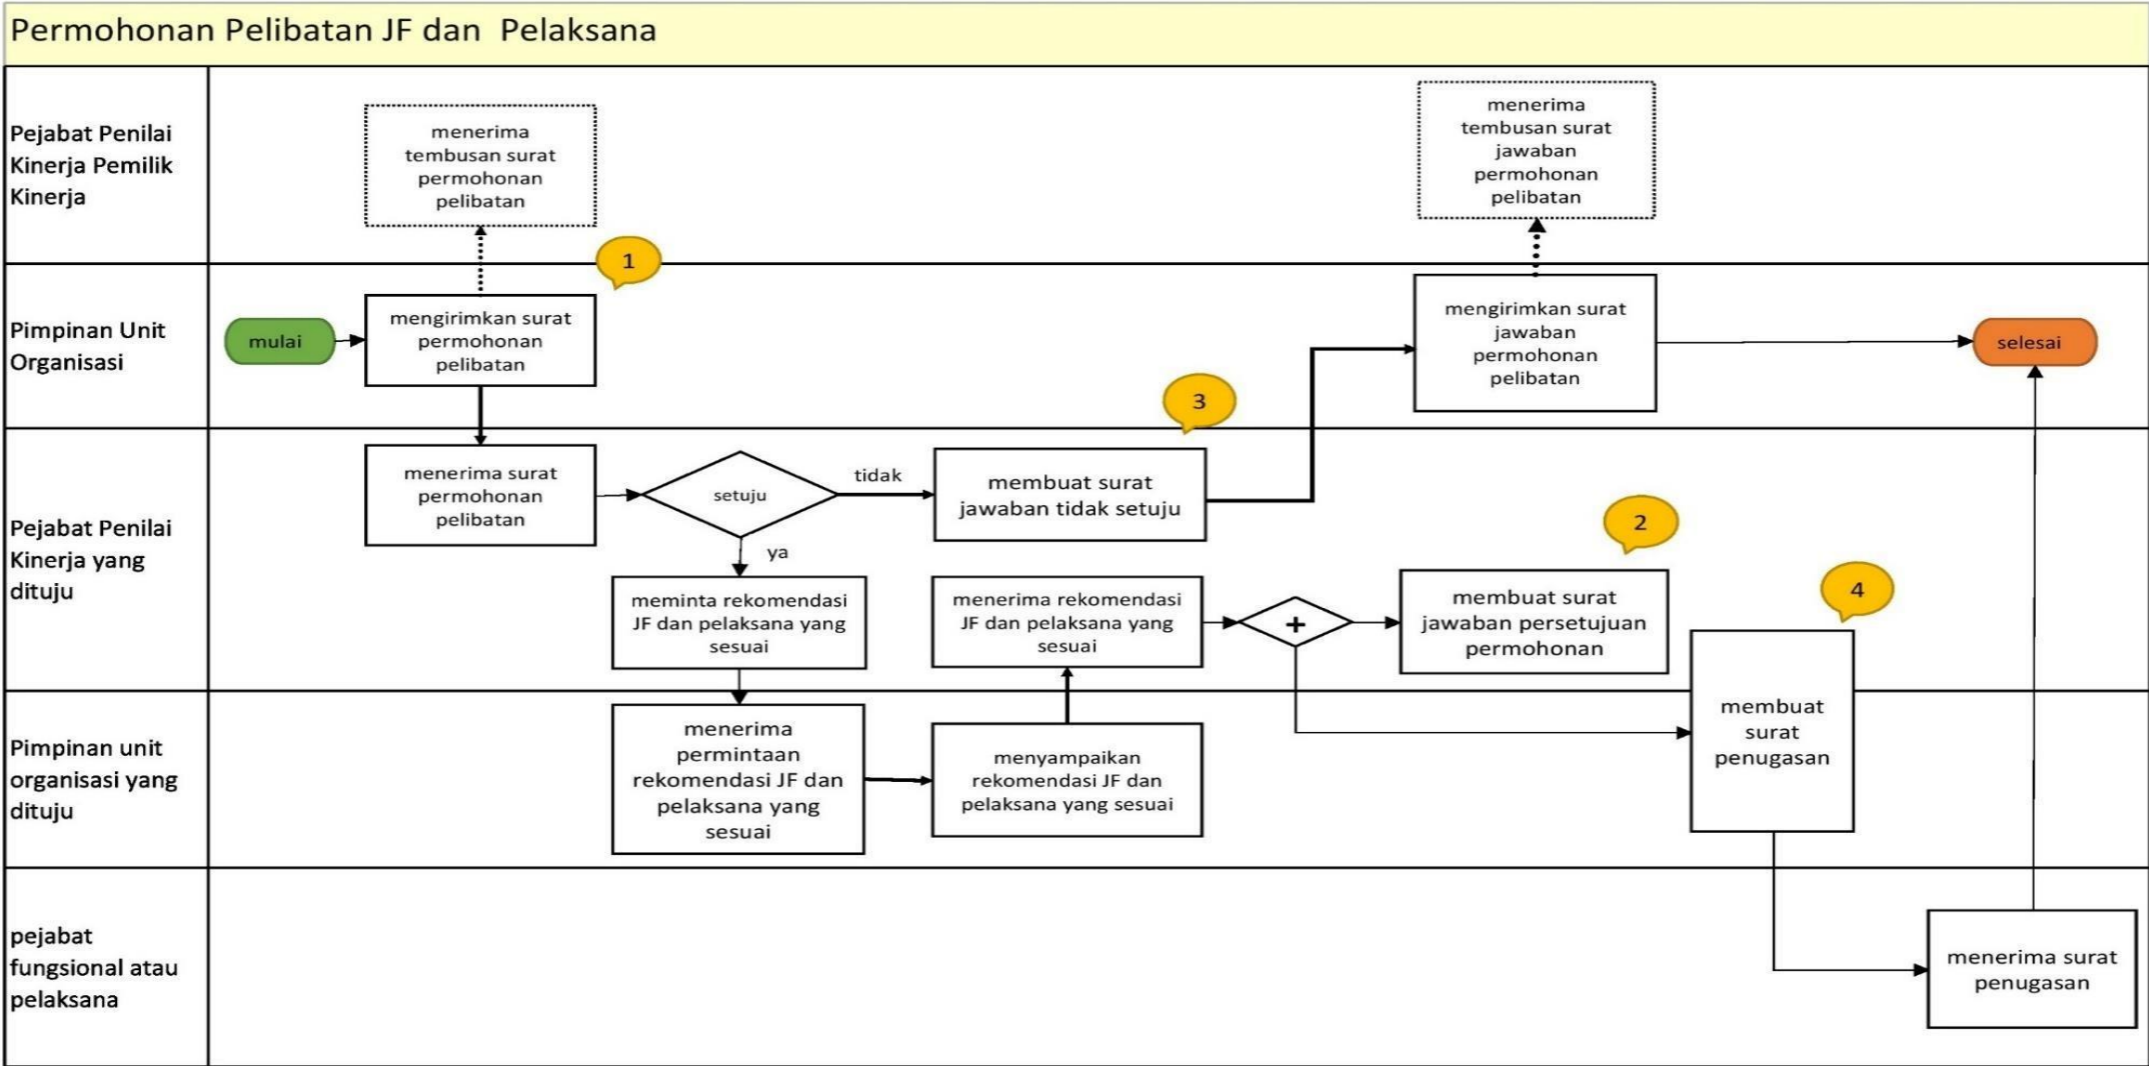 Permohonan Pelibatan JF dan Pelaksana
Pejabat Penilai
Kinerja Pemilik
Kinerja
menerima
tembusan surat
permohonan
pelibatan
menerima
tembusan surat
jawaban
permohonan
pelibatan
1
Pimpinan Unit
Organisasi
mulai
mengirimkan surat
permohonan
pelibatan
mengirimkan surat
jawaban
permohonan
pelibatan
selesai
3
Pejabat Penilai
Kinerja yang
dituju
menerima surat
permohonan
pelibatan
setuju
tidak
membuat surat
jawaban tidak setuju
ya
meminta rekomendasi
JF dan pelaksana yang
sesuai
menerima rekomendasi
JF dan pelaksana yang
sesuai
+
2
membuat surat
jawaban persetujuan
permohonan
4
membuat
surat
penugasan
Pimpinan unit
organisasi yang
dituju
menerima
permintaan
rekomendasi JF dan
pelaksana yang
sesuai
menyampaikan
rekomendasi JF dan
pelaksana yang sesuai
pejabat
fungsional atau
pelaksana
menerima surat
penugasan